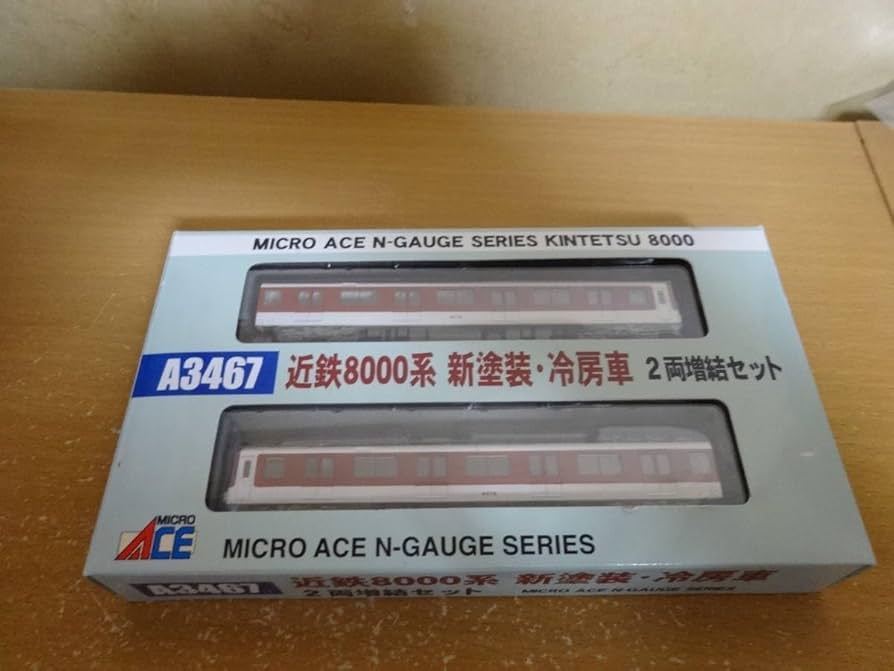 MICRO ACE N-GAUGE SERIES KINTETSU 8000
A3467 近鉄8000系 新塗装・冷房車 2両増結セット
MICRO ACE
MICRO ACE N-GAUGE SERIES
A3467 近鉄8000系 新塗装・冷房車
2両増結セット MICRO ACE N-GAUGE SERIES